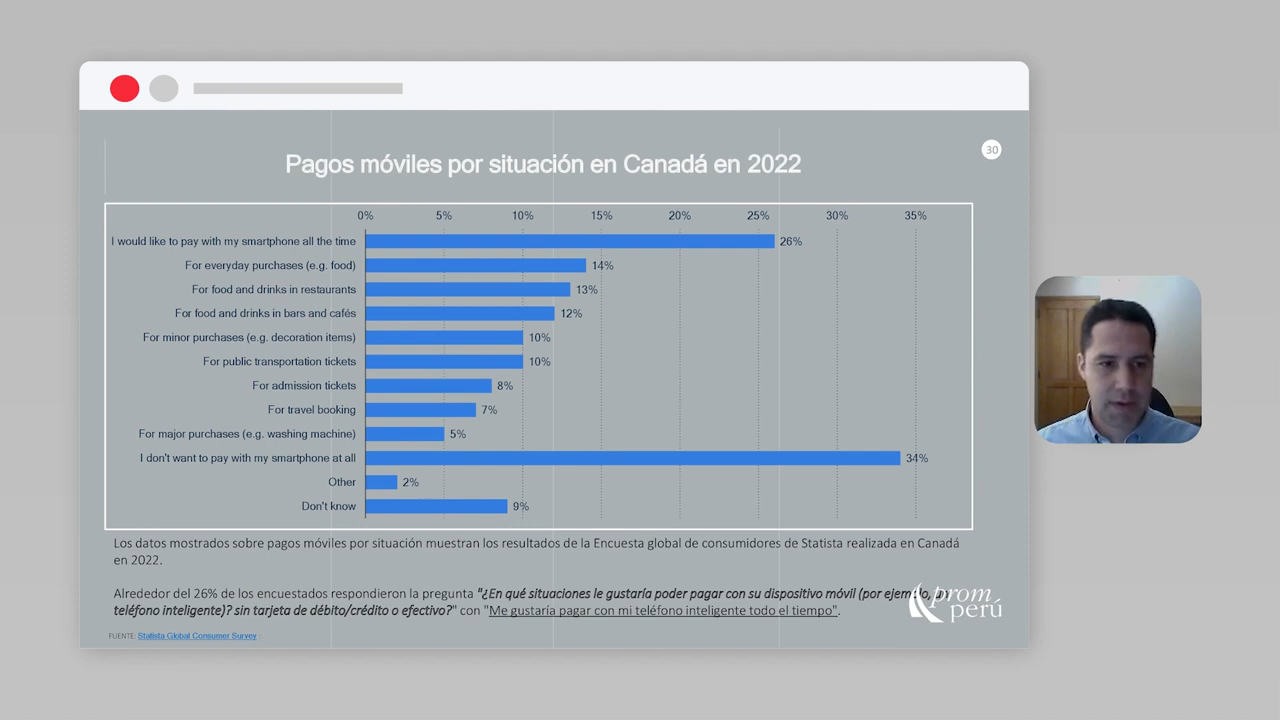 30
Pagos móviles por situación en Canadá en 2022
0% 5% 10% 15% 20% 25% 30% 35%
I would like to pay with my smartphone all the time 26%
For everyday purchases (e.g. food) 14%
For food and drinks in restaurants 13%
For food and drinks in bars and cafés 12%
For minor purchases (e.g. decoration items) 10%
For public transportation tickets 10%
For admission tickets 8%
For travel booking 7%
For major purchases (e.g. washing machine) 5%
I don't want to pay with my smartphone at all 34%
Other 2%
Don't know 9%
Los datos mostrados sobre pagos móviles por situación muestran los resultados de la Encuesta global de consumidores de Statista realizada en Canadá
en 2022.
Alrededor del 26% de los encuestados respondieron la pregunta "¿En qué situaciones le gustaría poder pagar con su dispositivo móvil (por ejemplo, un
teléfono inteligente)? sin tarjeta de débito/crédito o efectivo?" con "Me gustaría pagar con mi teléfono inteligente todo el tiempo".
prom
perú
FUENTE: Statista Global Consumer Survey